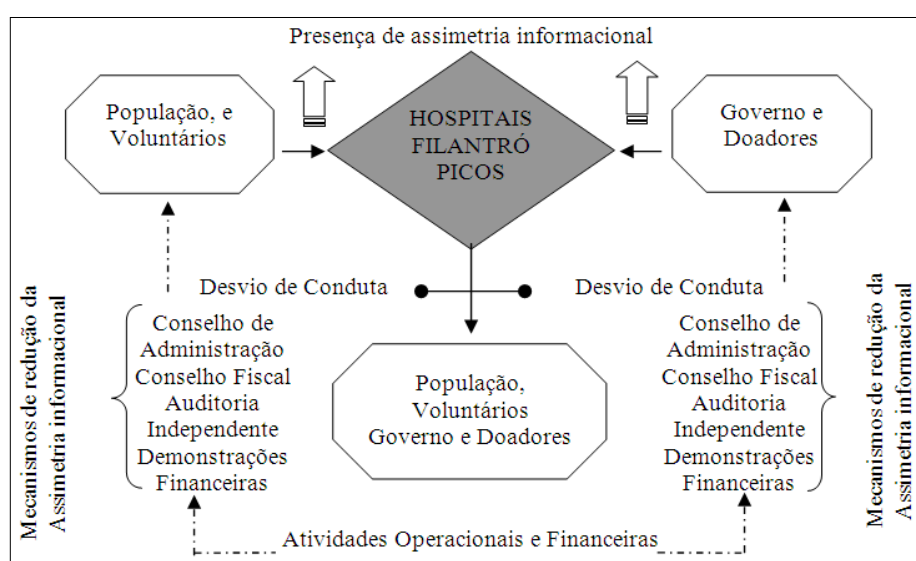 Presença de assimetria informacional
População, e
Voluntários
HOSPITAIS
FILANTRÓ
PICOS
Governo e
Doadores
Desvio de Conduta
Desvio de Conduta
Mecanismos de redução da
Assimetria informacional
Conselho de
Administração
Conselho Fiscal
Auditoria
Independente
Demonstrações
Financeiras
População,
Voluntários
Governo e Doadores
Conselho de
Administração
Conselho Fiscal
Auditoria
Independente
Demonstrações
Financeiras
Mecanismos de redução da
Assimetria informacional
Atividades Operacionais e Financeiras